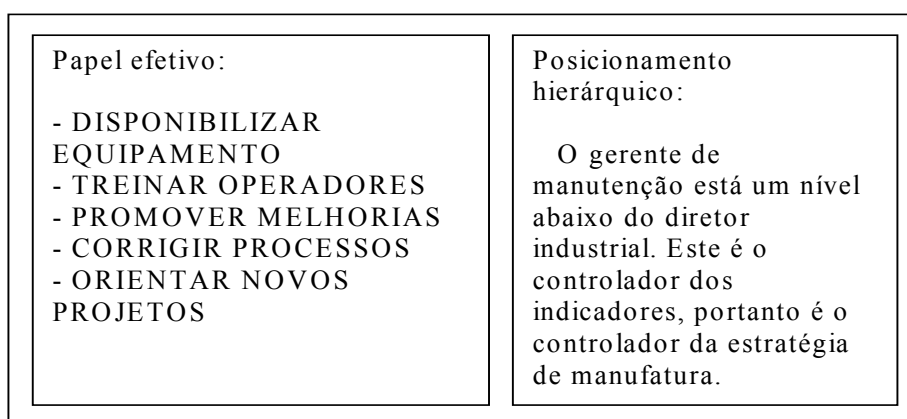 Papel efetivo:
- DISPONIBILIZAR
EQUIPAMENTO
- TREINAR OPERADORES
- PROMOVER MELHORIAS
- CORRIGIR PROCESSOS
- ORIENTAR NOVOS
PROJETOS
Posicionamento
hierárquico:
O gerente de
manutenção está um nível
abaixo do diretor
industrial. Este é o
controlador dos
indicadores, portanto é o
controlador da estratégia
de manufatura.